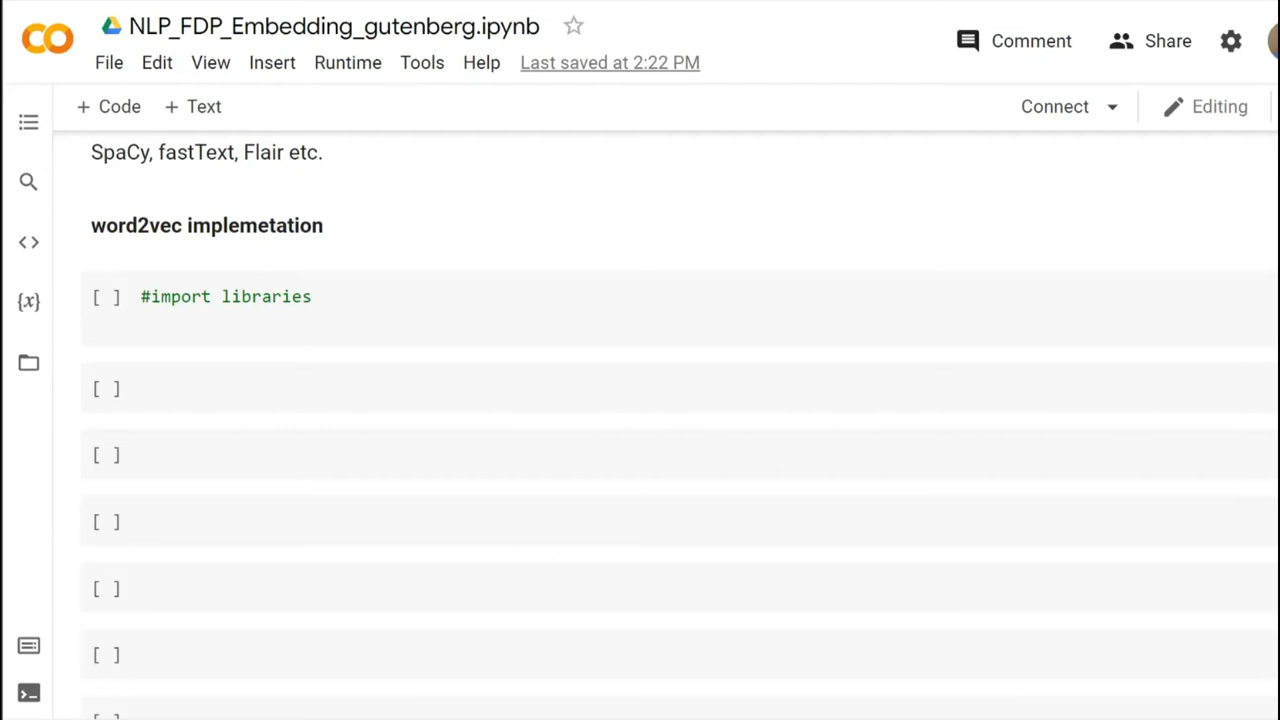 NLP_FDP_Embedding_gutenberg.ipynb
Comment
Share
File Edit View Insert Runtime Tools Help Last saved at 2:22 PM
+ Code + Text
Connect
Editing
SpaCy, fastText, Flair etc.
word2vec implemetation
[ ] #import libraries
[ ]
[ ]
[ ]
[ ]
[ ]
[ ]
{x}